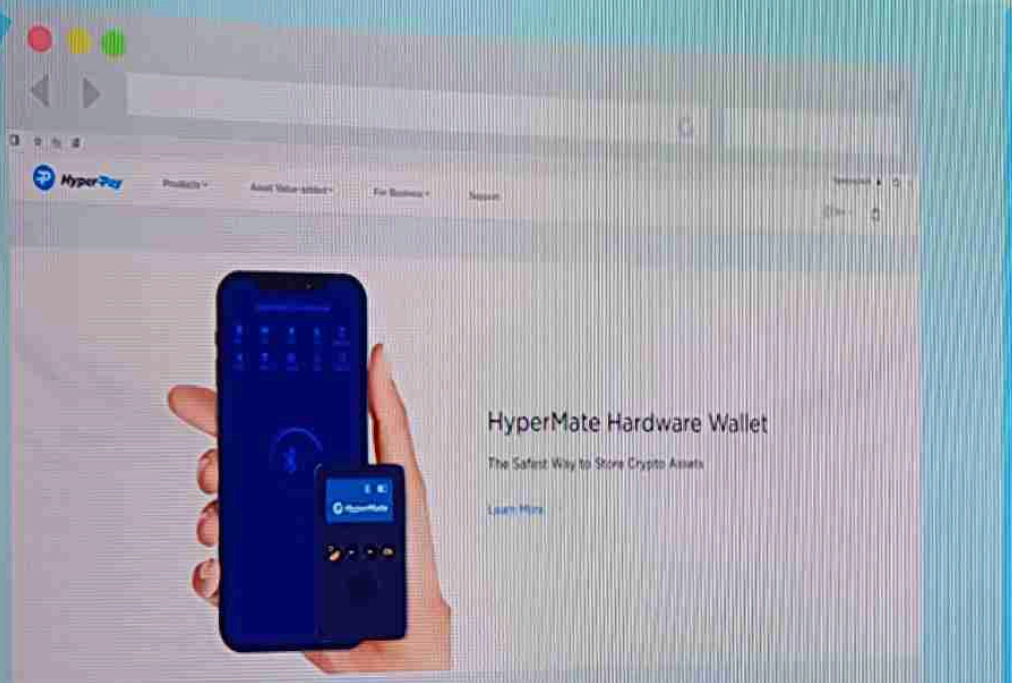 HyperPay
Products
Asset Value-added
For Business
Support
HyperMate
HyperMate Hardware Wallet
The Safest Way to Store Crypto Assets
Learn More